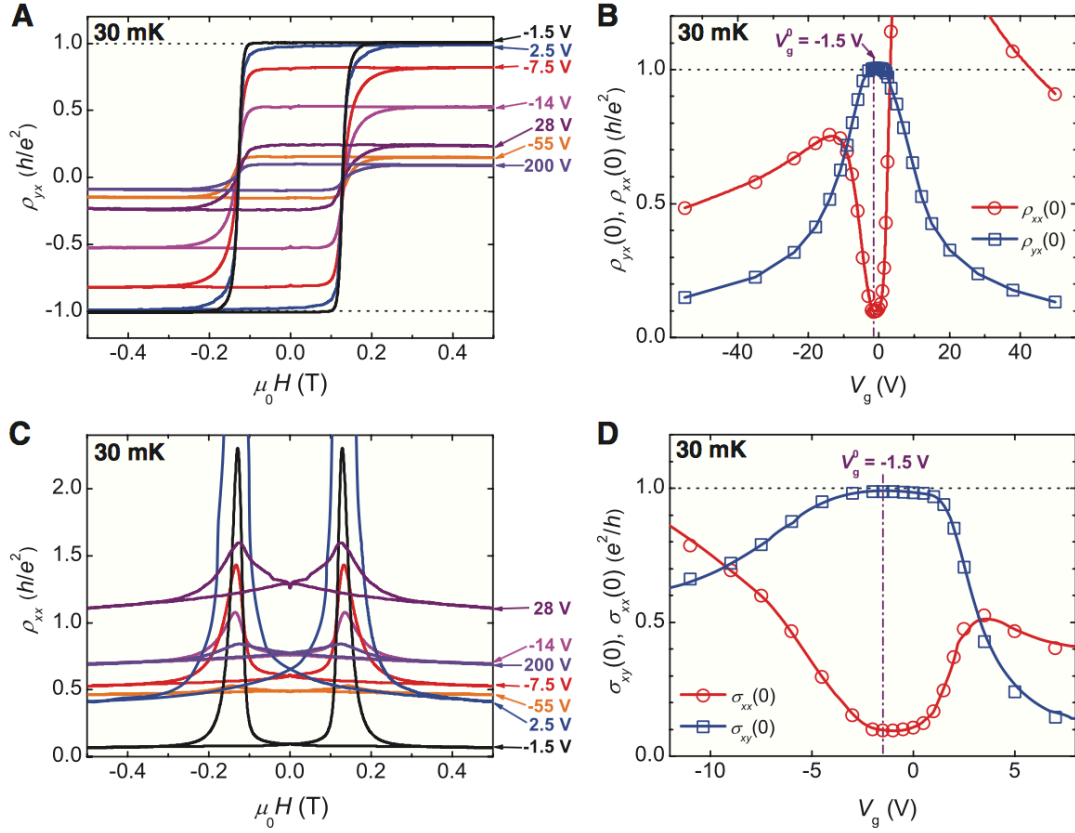 A
30 mK
ρyx (h/e²)
1.0
0.5
0.0
-0.5
-1.0
-1.5 V
2.5 V
-7.5 V
-14 V
28 V
-55 V
200 V
-0.4
-0.2
0.0
0.2
0.4
μ₀H (T)
B
30 mK
V⁰g = -1.5 V
ρyx(0), ρxx(0) (h/e²)
1.0
0.5
0.0
ρxx(0)
ρyx(0)
-40
-20
0
20
40
Vg (V)
C
30 mK
ρxx (h/e²)
2.0
1.5
1.0
0.5
0.0
28 V
-14 V
200 V
-7.5 V
-55 V
2.5 V
-1.5 V
-0.4
-0.2
0.0
0.2
0.4
μ₀H (T)
D
30 mK
V⁰g = -1.5 V
σxy(0), σxx(0) (e²/h)
1.0
0.5
0.0
σxx(0)
σxy(0)
-10
-5
0
5
Vg (V)